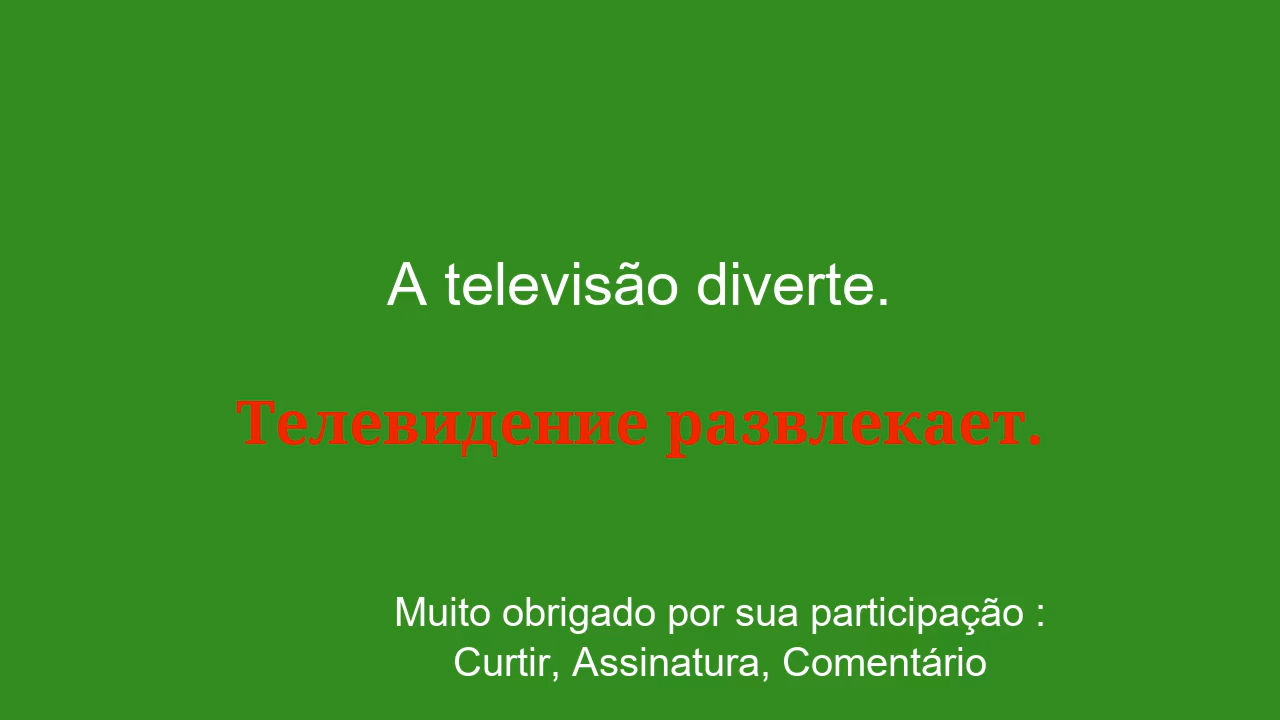 A televisão diverte.
Телевидение развлекает.
Muito obrigado por sua participação :
Curtir, Assinatura, Comentário